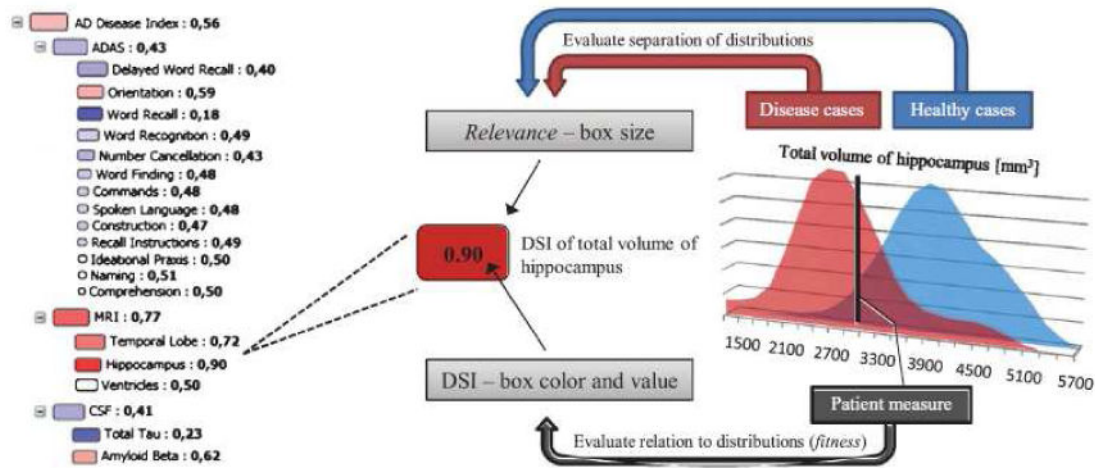 AD Disease Index : 0,56
ADAS : 0,43
Delayed Word Recall : 0,40
Orientation : 0,59
Word Recall : 0,18
Word Recognition : 0,49
Number Cancellation : 0,43
Word Finding : 0,48
Commands : 0,48
Spoken Language : 0,48
Construction : 0,47
Recall Instructions : 0,49
Ideational Praxis : 0,50
Naming : 0,51
Comprehension : 0,50
MRI : 0,77
Temporal Lobe : 0,72
Hippocampus : 0,90
Ventricles : 0,50
CSF : 0,41
Total Tau : 0,23
Amyloid Beta : 0,62
Evaluate separation of distributions
Disease cases
Healthy cases
Relevance – box size
0.90
DSI of total volume of
hippocampus
DSI – box color and value
Total volume of hippocampus [mm³]
1500 2100 2700 3300 3900 4500 5100 5700
Patient measure
Evaluate relation to distributions (fitness)